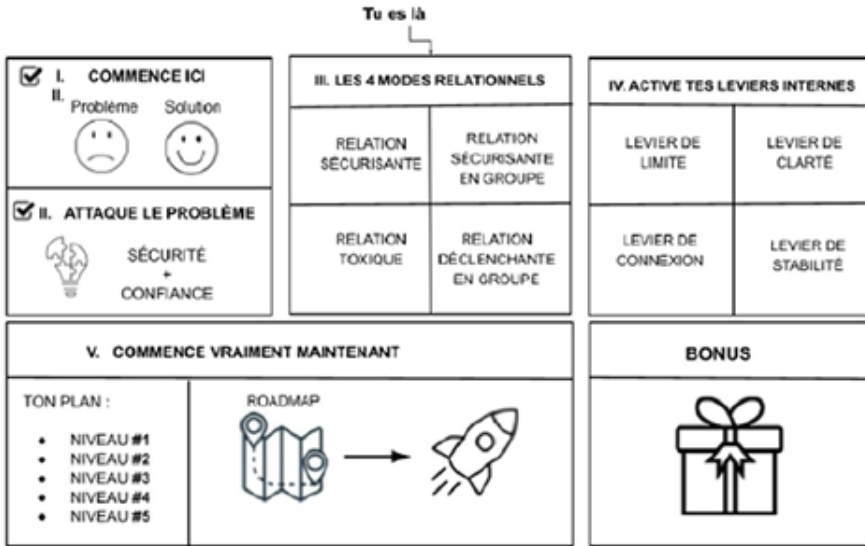 Tu es là
I. COMMENCE ICI
II.
Problème Solution
II. ATTAQUE LE PROBLÈME
SÉCURITÉ
+
CONFIANCE
III. LES 4 MODES RELATIONNELS
RELATION
SÉCURISANTE
RELATION
SÉCURISANTE
EN GROUPE
RELATION
TOXIQUE
RELATION
DÉCLENCHANTE
EN GROUPE
IV. ACTIVE TES LEVIERS INTERNES
LEVIER DE
LIMITE
LEVIER DE
CLARTÉ
LEVIER DE
CONNEXION
LEVIER DE
STABILITÉ
V. COMMENCE VRAIMENT MAINTENANT
TON PLAN :
• NIVEAU #1
• NIVEAU #2
• NIVEAU #3
• NIVEAU #4
• NIVEAU #5
ROADMAP
BONUS